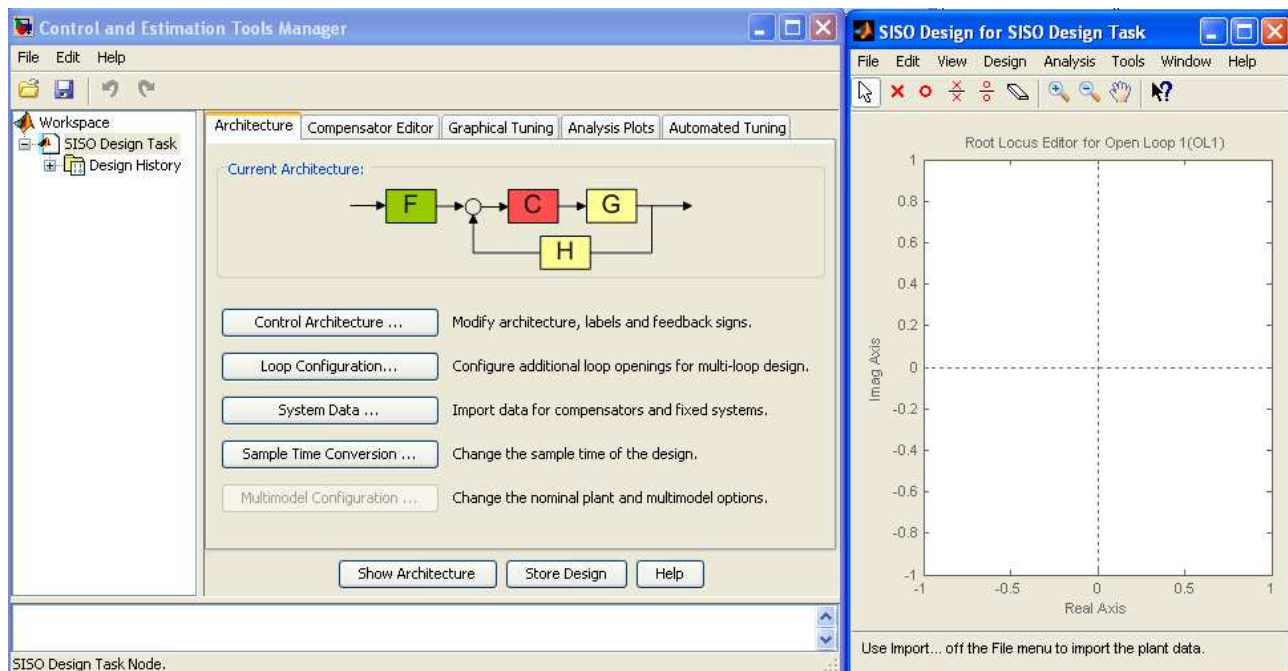 Control and Estimation Tools Manager
File Edit Help
Workspace
SISO Design Task
Design History
Architecture Compensator Editor Graphical Tuning Analysis Plots Automated Tuning
Current Architecture:
F C G
H
Control Architecture ... Modify architecture, labels and feedback signs.
Loop Configuration... Configure additional loop openings for multi-loop design.
System Data ... Import data for compensators and fixed systems.
Sample Time Conversion ... Change the sample time of the design.
Multimodel Configuration ... Change the nominal plant and multimodel options.
Show Architecture Store Design Help
SISO Design Task Node.
SISO Design for SISO Design Task
File Edit View Design Analysis Tools Window Help
Root Locus Editor for Open Loop 1(OL1)
1
0.8
0.6
0.4
0.2
0
-0.2
-0.4
-0.6
-0.8
-1
Imag Axis
-1 -0.5 0 0.5 1
Real Axis
Use Import... off the File menu to import the plant data.